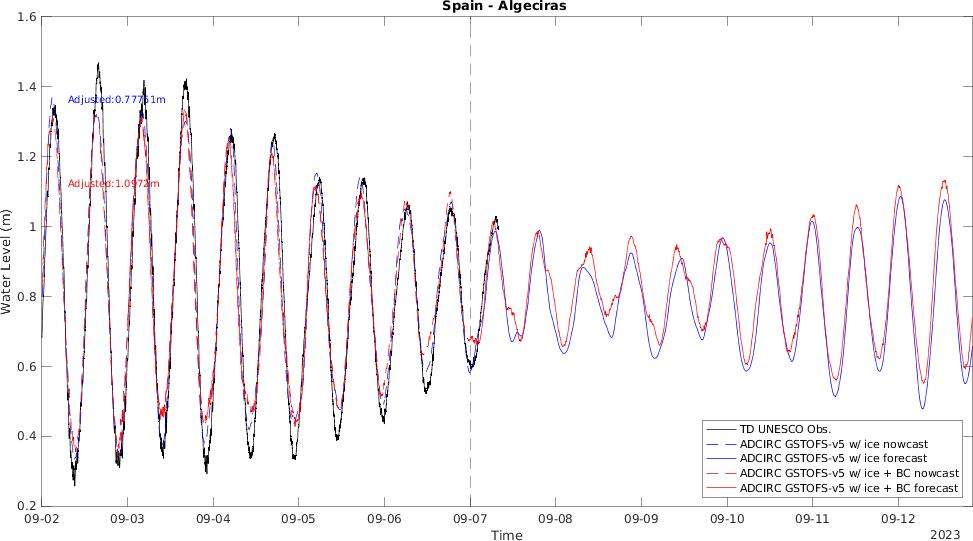 Spain - Algeciras
1.6
1.4
1.2
1
0.8
0.6
0.4
0.2
Water Level (m)
Adjusted:0.77751m
Adjusted:1.0972m
TD UNESCO Obs.
ADCIRC GSTOFS-v5 w/ ice nowcast
ADCIRC GSTOFS-v5 w/ ice forecast
ADCIRC GSTOFS-v5 w/ ice + BC nowcast
ADCIRC GSTOFS-v5 w/ ice + BC forecast
09-02 09-03 09-04 09-05 09-06 09-07 09-08 09-09 09-10 09-11 09-12
Time
2023